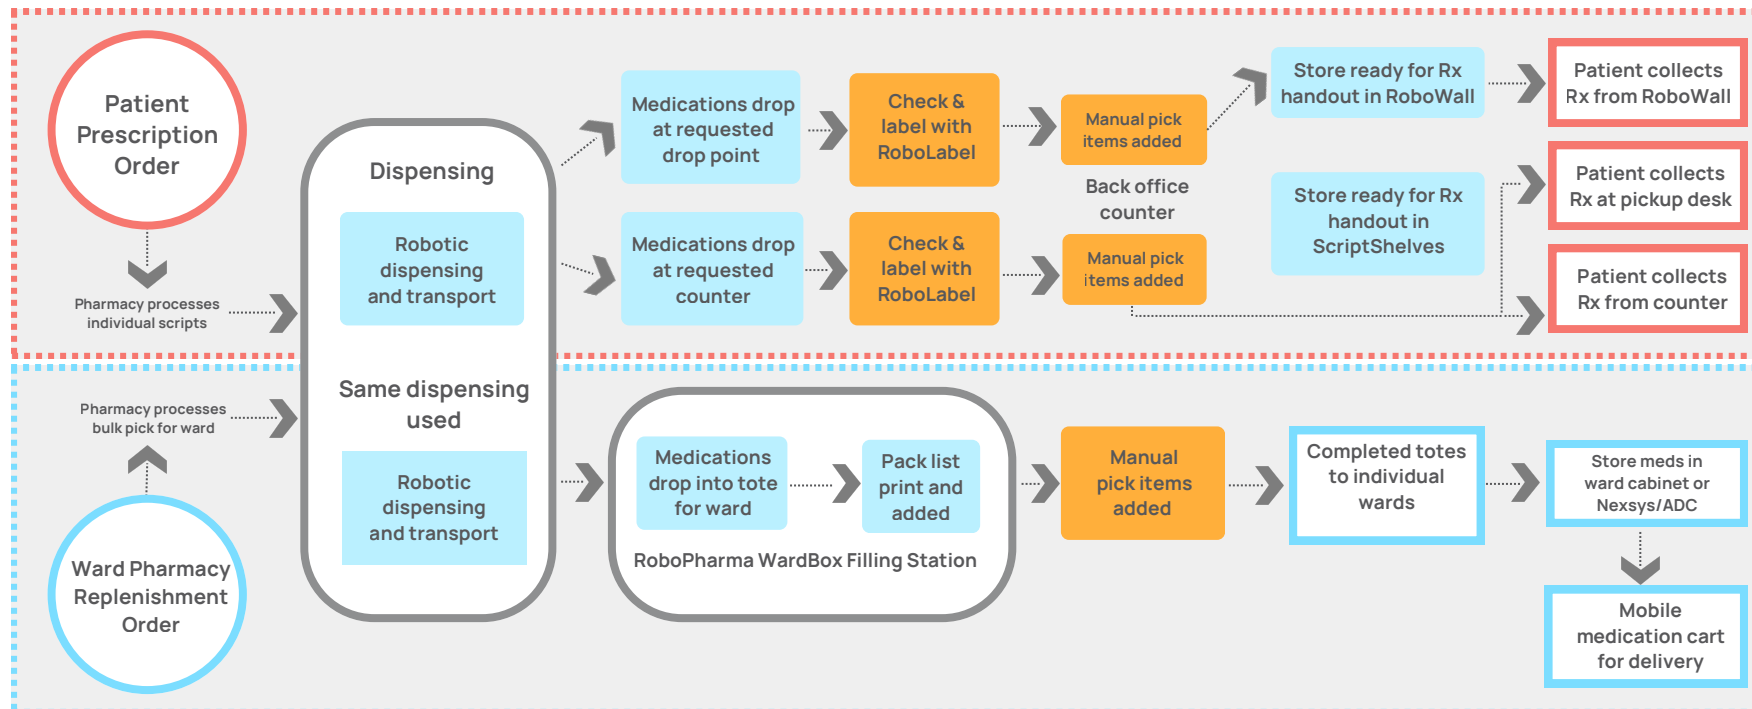 Patient
Prescription
Order
Pharmacy processes
individual scripts
Dispensing
Robotic
dispensing
and transport
Medications drop
at requested
drop point
Check &
label with
RoboLabel
Manual pick
items added
Store ready for Rx
handout in RoboWall
Patient collects
Rx from RoboWall
Medications drop
at requested
counter
Check &
label with
RoboLabel
Back office
counter
Manual pick
items added
Store ready for Rx
handout in
ScriptShelves
Patient collects
Rx at pickup desk
Patient collects
Rx from counter
Pharmacy processes
bulk pick for ward
Ward Pharmacy
Replenishment
Order
Same dispensing
used
Robotic
dispensing
and transport
Medications
drop into tote
for ward
Pack list
print and
added
RoboPharma WardBox Filling Station
Manual
pick items
added
Completed totes
to individual
wards
Store meds in
ward cabinet or
Nexsys/ADC
Mobile
medication cart
for delivery